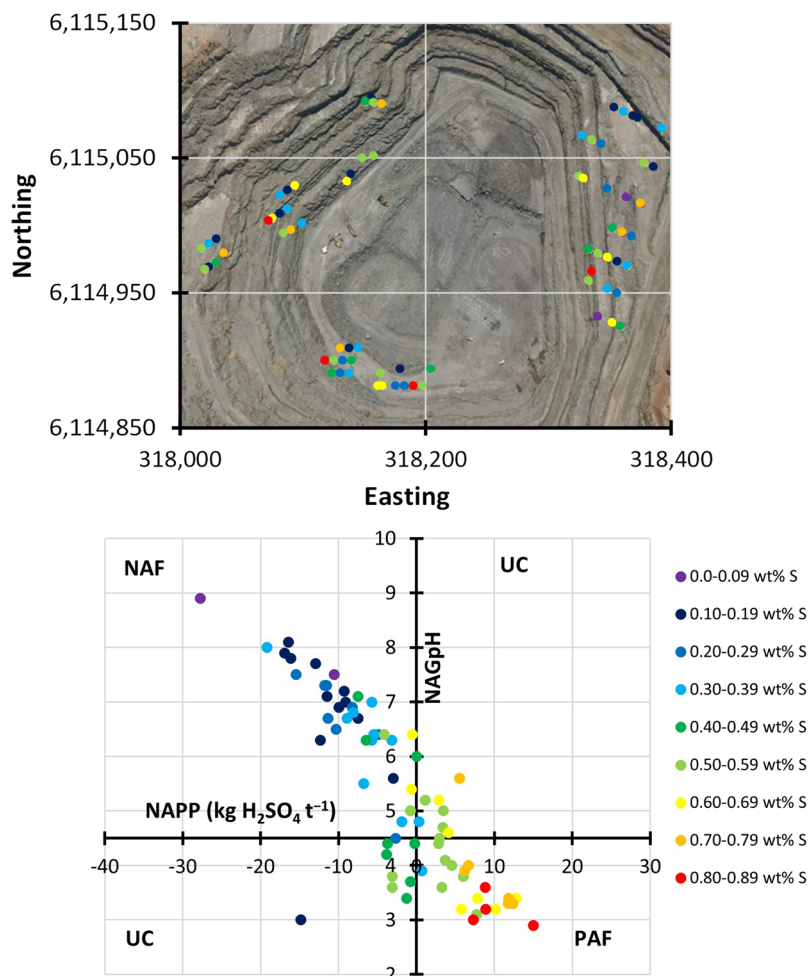 6,115,150
6,115,050
6,114,950
6,114,850
Northing
318,000 318,200 318,400
Easting
10
NAF UC
9
8
7
NAGpH
6
5
NAPP (kg H₂SO₄ t⁻¹)
-40 -30 -20 -10 0 10 20 30
4
3
UC PAF
2
0.0-0.09 wt% S
0.10-0.19 wt% S
0.20-0.29 wt% S
0.30-0.39 wt% S
0.40-0.49 wt% S
0.50-0.59 wt% S
0.60-0.69 wt% S
0.70-0.79 wt% S
0.80-0.89 wt% S